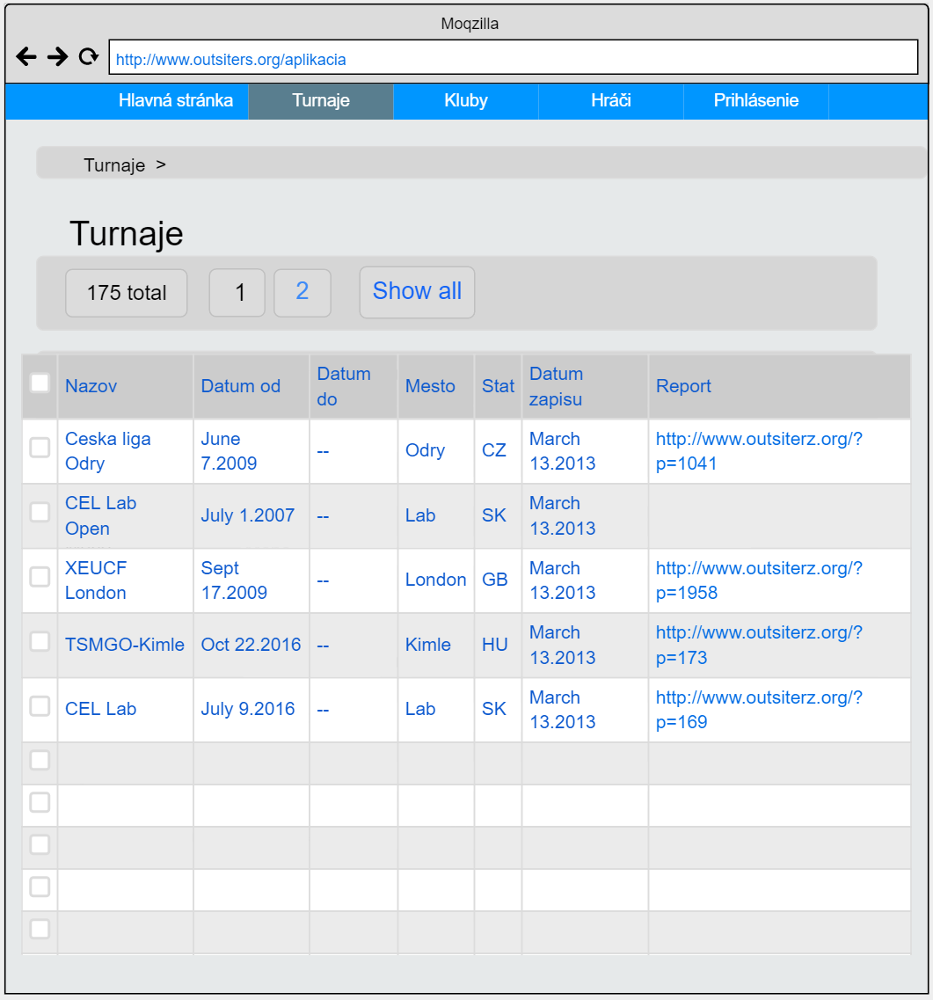 Moqzilla
http://www.outsiters.org/aplikacia
Hlavná stránka Turnaje Kluby Hráči Prihlásenie
Turnaje >
Turnaje
175 total 1 2 Show all
Nazov Datum od Datum do Mesto Stat Datum zapisu Report
Ceska liga Odry June 7.2009 -- Odry CZ March 13.2013 http://www.outsiterz.org/?p=1041
CEL Lab Open July 1.2007 -- Lab SK March 13.2013
XEUCF London Sept 17.2009 -- London GB March 13.2013 http://www.outsiterz.org/?p=1958
TSMGO-Kimle Oct 22.2016 -- Kimle HU March 13.2013 http://www.outsiterz.org/?p=173
CEL Lab July 9.2016 -- Lab SK March 13.2013 http://www.outsiterz.org/?p=169